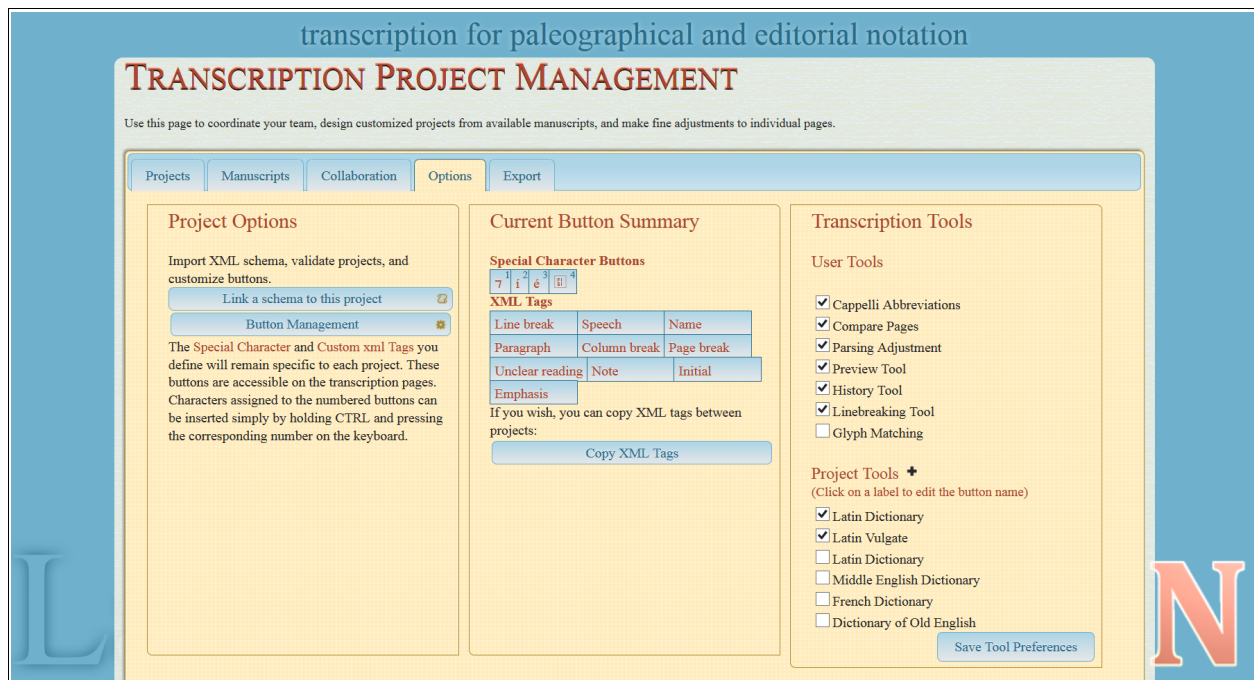 transcription for paleographical and editorial notation
TRANSCRIPTION PROJECT MANAGEMENT
Use this page to coordinate your team, design customized projects from available manuscripts, and make fine adjustments to individual pages.
Projects Manuscripts Collaboration Options Export
Project Options
Import XML schema, validate projects, and
customize buttons.
Link a schema to this project
Button Management
The Special Character and Custom xml Tags you
define will remain specific to each project. These
buttons are accessible on the transcription pages.
Characters assigned to the numbered buttons can
be inserted simply by holding CTRL and pressing
the corresponding number on the keyboard.
Current Button Summary
Special Character Buttons
⁊ 1 í 2 é 3 4
XML Tags
Line break Speech Name
Paragraph Column break Page break
Unclear reading Note Initial
Emphasis
If you wish, you can copy XML tags between
projects:
Copy XML Tags
Transcription Tools
User Tools
Cappelli Abbreviations
Compare Pages
Parsing Adjustment
Preview Tool
History Tool
Linebreaking Tool
Glyph Matching
Project Tools +
(Click on a label to edit the button name)
Latin Dictionary
Latin Vulgate
Latin Dictionary
Middle English Dictionary
French Dictionary
Dictionary of Old English
Save Tool Preferences
L N